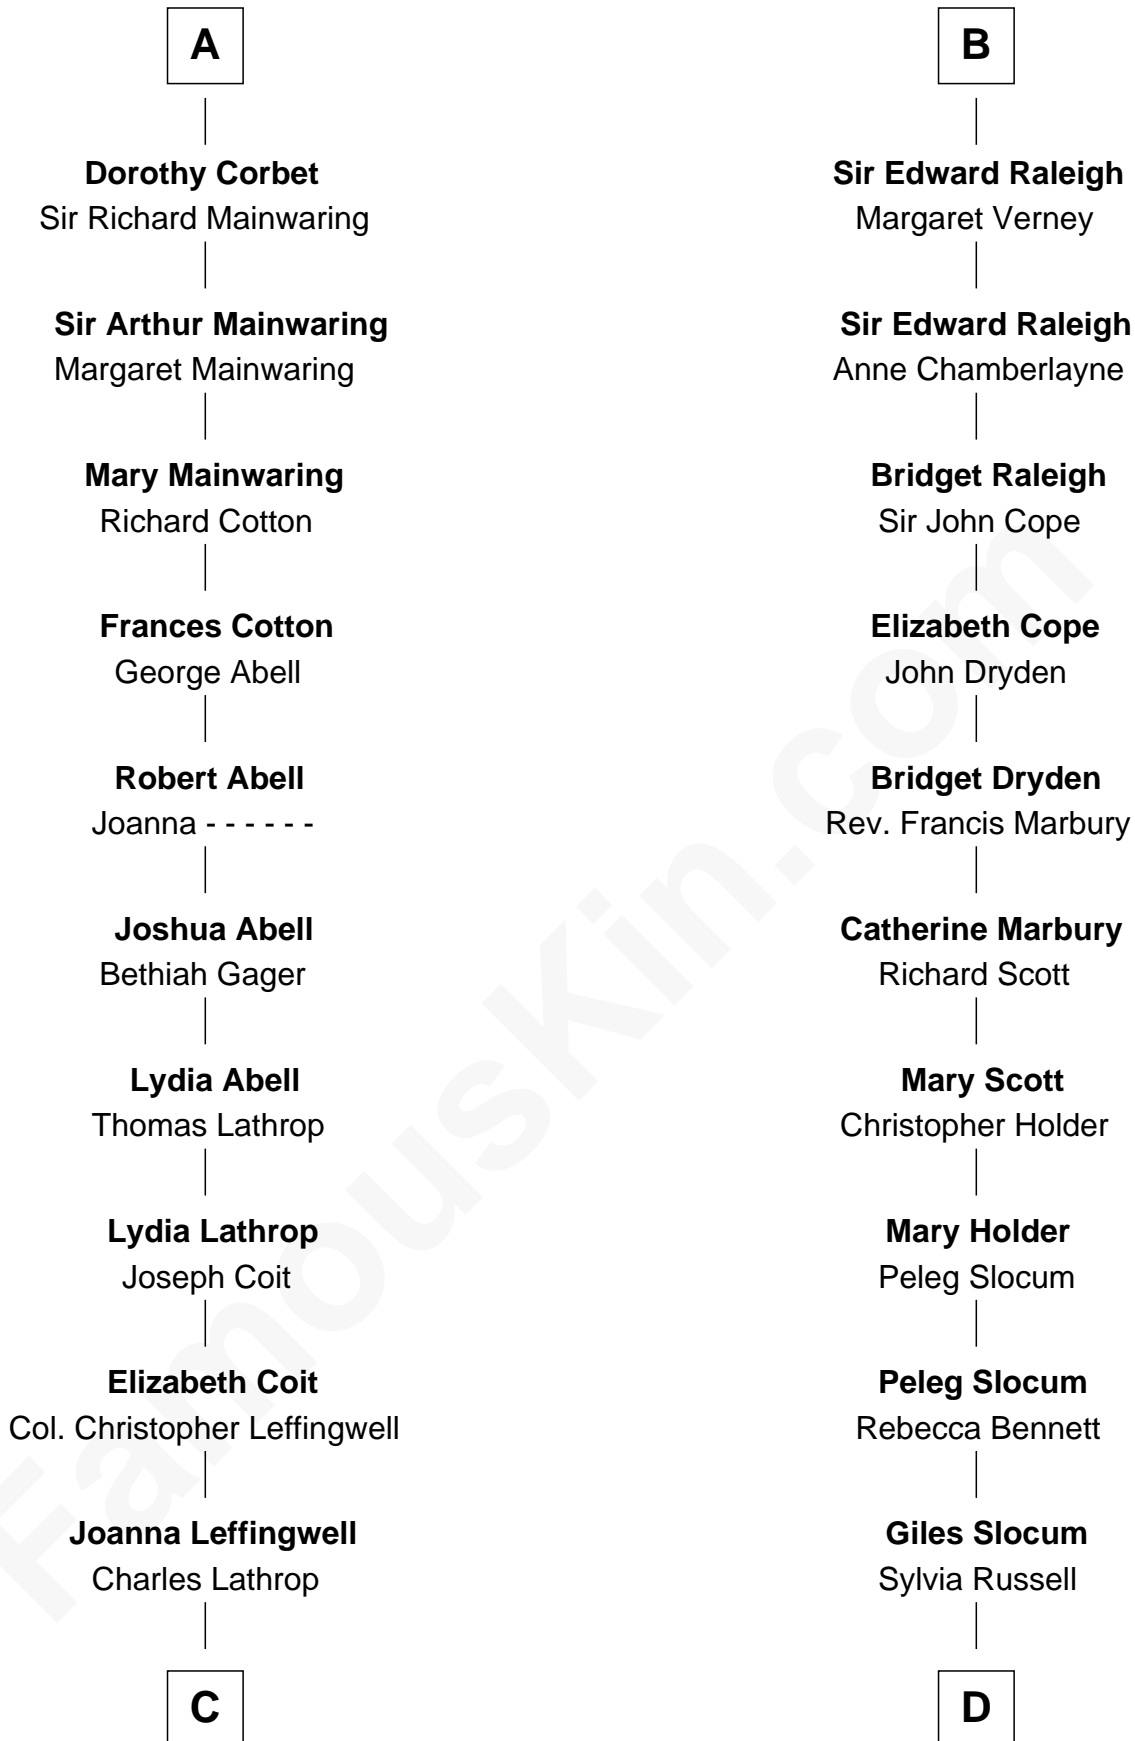 A
Dorothy Corbet
Sir Richard Mainwaring
Sir Arthur Mainwaring
Margaret Mainwaring
Mary Mainwaring
Richard Cotton
Frances Cotton
George Abell
Robert Abell
Joanna - - - - - -
Joshua Abell
Bethiah Gager
Lydia Abell
Thomas Lathrop
Lydia Lathrop
Joseph Coit
Elizabeth Coit
Col. Christopher Leffingwell
Joanna Leffingwell
Charles Lathrop
C
B
Sir Edward Raleigh
Margaret Verney
Sir Edward Raleigh
Anne Chamberlayne
Bridget Raleigh
Sir John Cope
Elizabeth Cope
John Dryden
Bridget Dryden
Rev. Francis Marbury
Catherine Marbury
Richard Scott
Mary Scott
Christopher Holder
Mary Holder
Peleg Slocum
Peleg Slocum
Rebecca Bennett
Giles Slocum
Sylvia Russell
D
FamousKin.com